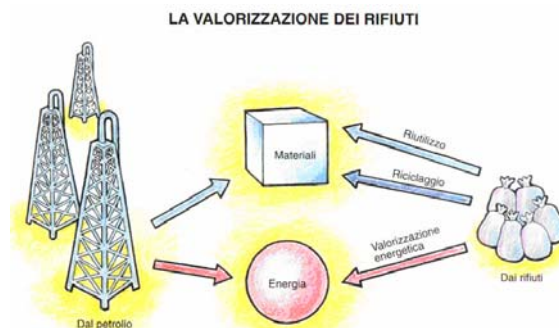 LA VALORIZZAZIONE DEI RIFIUTI
Materiali
Riutilizzo
Riciclaggio
Valorizzazione
energetica
Energia
Dal petrolio
Dai rifiuti